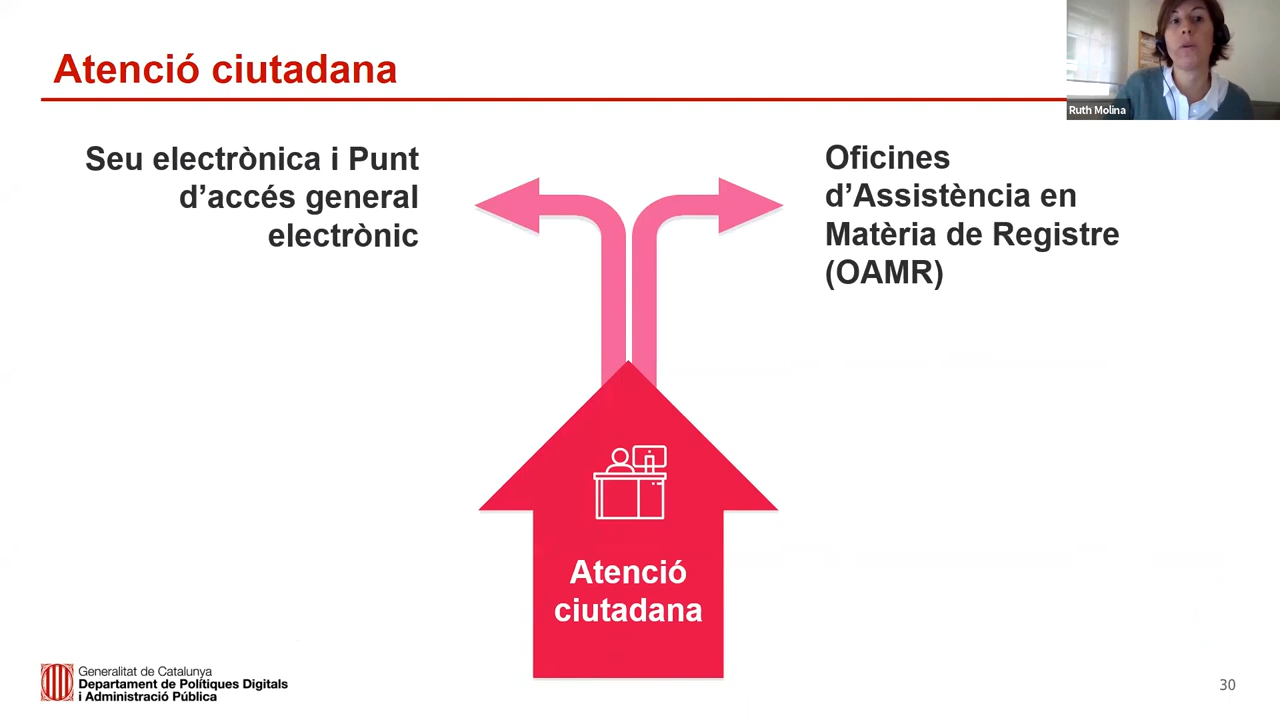 Atenció ciutadana
Ruth Molina
Seu electrònica i Punt
d’accés general
electrònic
Oficines
d’Assistència en
Matèria de Registre
(OAMR)
Atenció
ciutadana
Generalitat de Catalunya
Departament de Polítiques Digitals
i Administració Pública
30